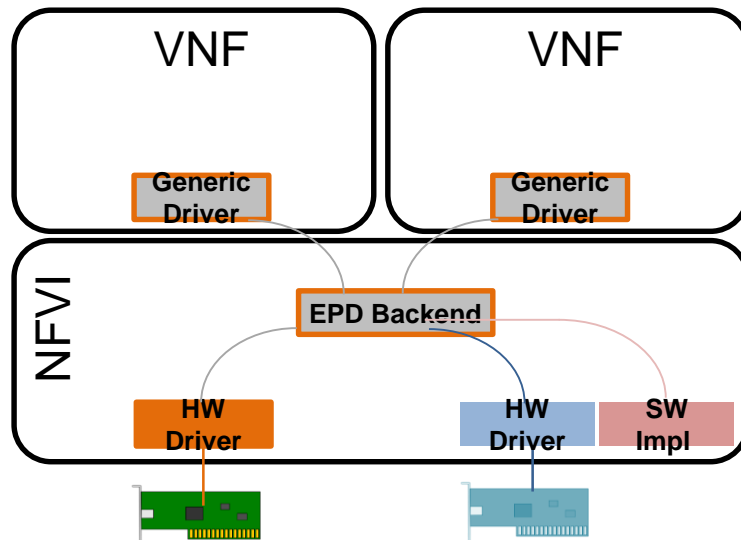 VNF
VNF
Generic
Driver
Generic
Driver
NFVI
EPD Backend
HW
Driver
HW
Driver
SW
Impl